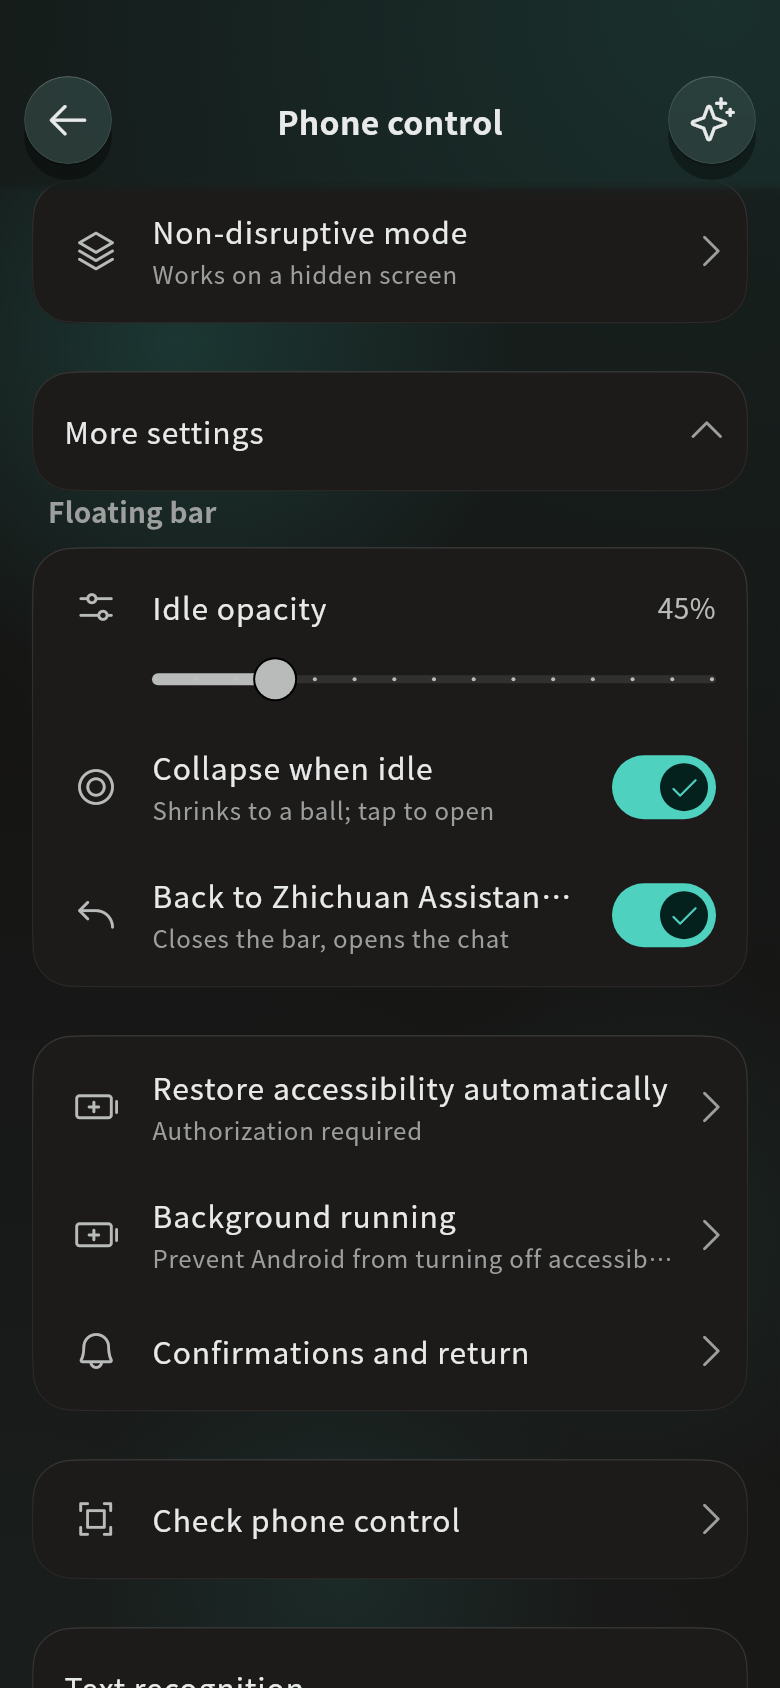 Phone control
Non-disruptive mode
Works on a hidden screen
More settings
Floating bar
Idle opacity
45%
Collapse when idle
Shrinks to a ball; tap to open
Back to Zhichuan Assistan···
Closes the bar, opens the chat
Restore accessibility automatically
Authorization required
Background running
Prevent Android from turning off accessib···
Confirmations and return
Check phone control
Text recognition